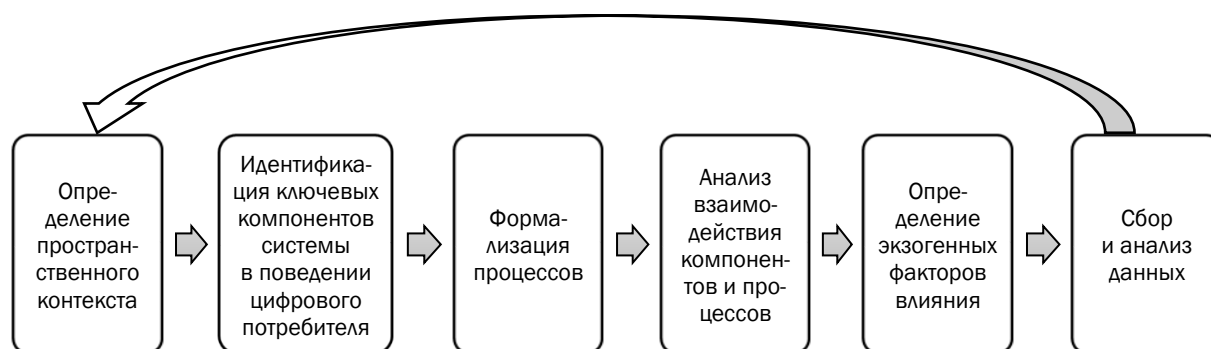 Опре-
деление
простран-
ственного
контекста
Идентифика-
ция ключевых
компонентов
системы
в поведении
цифрового
потребителя
Форма-
лизация
процессов
Анализ
взаимо-
действия
компонен-
тов и про-
цессов
Опре-
деление
экзогенных
факторов
влияния
Сбор
и анализ
данных